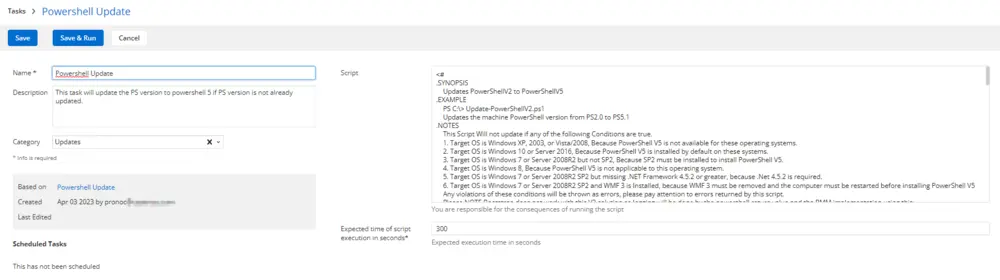 Tasks > Powershell Update
Save Save & Run Cancel
Name * Powershell Update
Description This task will update the PS version to powershell 5 if PS version is not already
updated.
Category Updates
* Info is required
Based on Powershell Update
Created Apr 03 2023 by pronoc
Last Edited
Scheduled Tasks
This has not been scheduled
Script
<#
.SYNOPSIS
Updates PowerShellV2 to PowerShellV5
.EXAMPLE
PS C:\> Update-PowerShellV2.ps1
Updates the machine PowerShell version from PS2.0 to PS5.1
.NOTES
This Script Will not update if any of the following Conditions are true.
1. Target OS is Windows XP, 2003, or Vista/2008, Because PowerShell V5 is not available for these operating systems.
2. Target OS is Windows 10 or Server 2016, Because PowerShell V5 is installed by default on these systems.
3. Target OS is Windows 7 or Server 2008R2 but not SP2, Because SP2 must be installed to install PowerShell V5.
4. Target OS is Windows 8, Because PowerShell V5 is not applicable to this operating system.
5. Target OS is Windows 7 or Server 2008R2 SP2 but missing .NET Framework 4.5.2 or greater, because .Net 4.5.2 is required.
6. Target OS is Windows 7 or Server 2008R2 SP2 and WMF 3 is Installed, because WMF 3 must be removed and the computer must be restarted before installing PowerShell V5
Any violations of these conditions will be thrown as errors, please pay attention to errors returned by this script.
You are responsible for the consequences of running the script
Expected time of script
execution in seconds* 300
Expected execution time in seconds